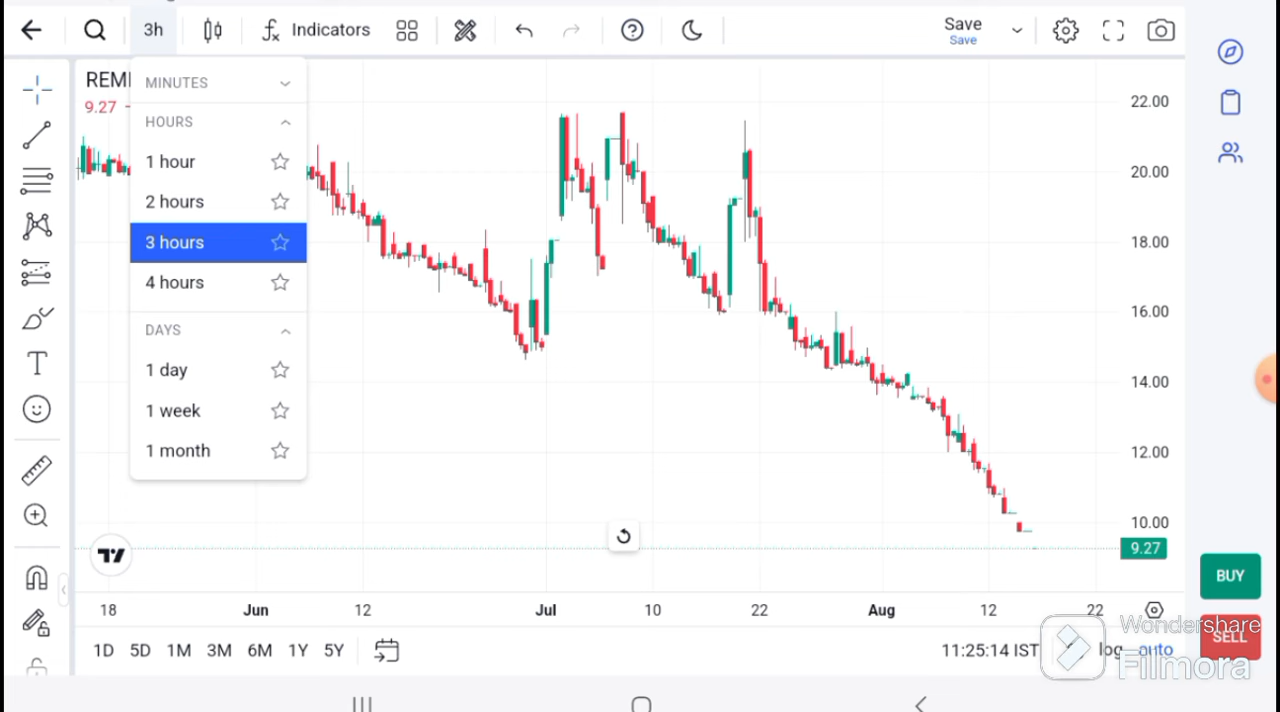 3h
Indicators
Save
Save
REMI
9.27
MINUTES
HOURS
1 hour
2 hours
3 hours
4 hours
DAYS
1 day
1 week
1 month
22.00
20.00
18.00
16.00
14.00
12.00
10.00
9.27
18 Jun 12 Jul 10 22 Aug 12 22
1D 5D 1M 3M 6M 1Y 5Y
11:25:14 IST
log auto
BUY
SELL
Wondershare
Filmora